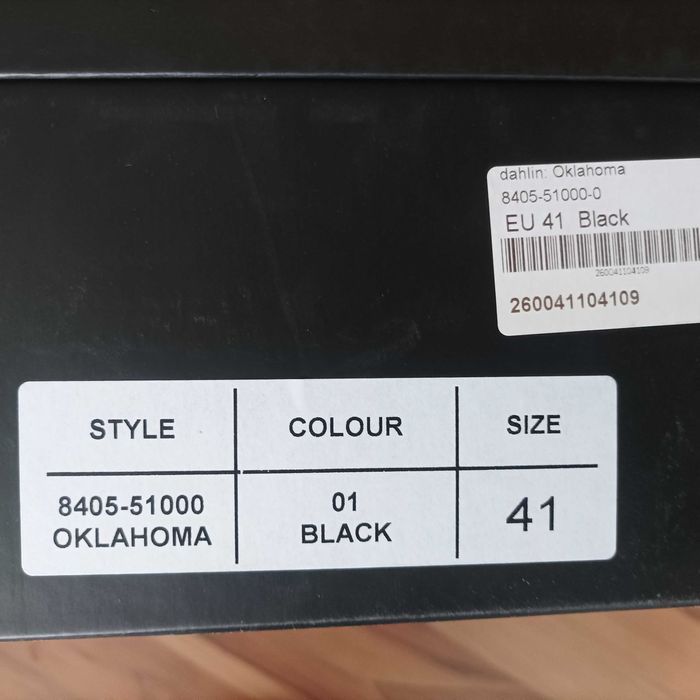 dahlin: Oklahoma
8405-51000-0
EU 41 Black
260041104109
260041104109
STYLE COLOUR SIZE
8405-51000 01 41
OKLAHOMA BLACK